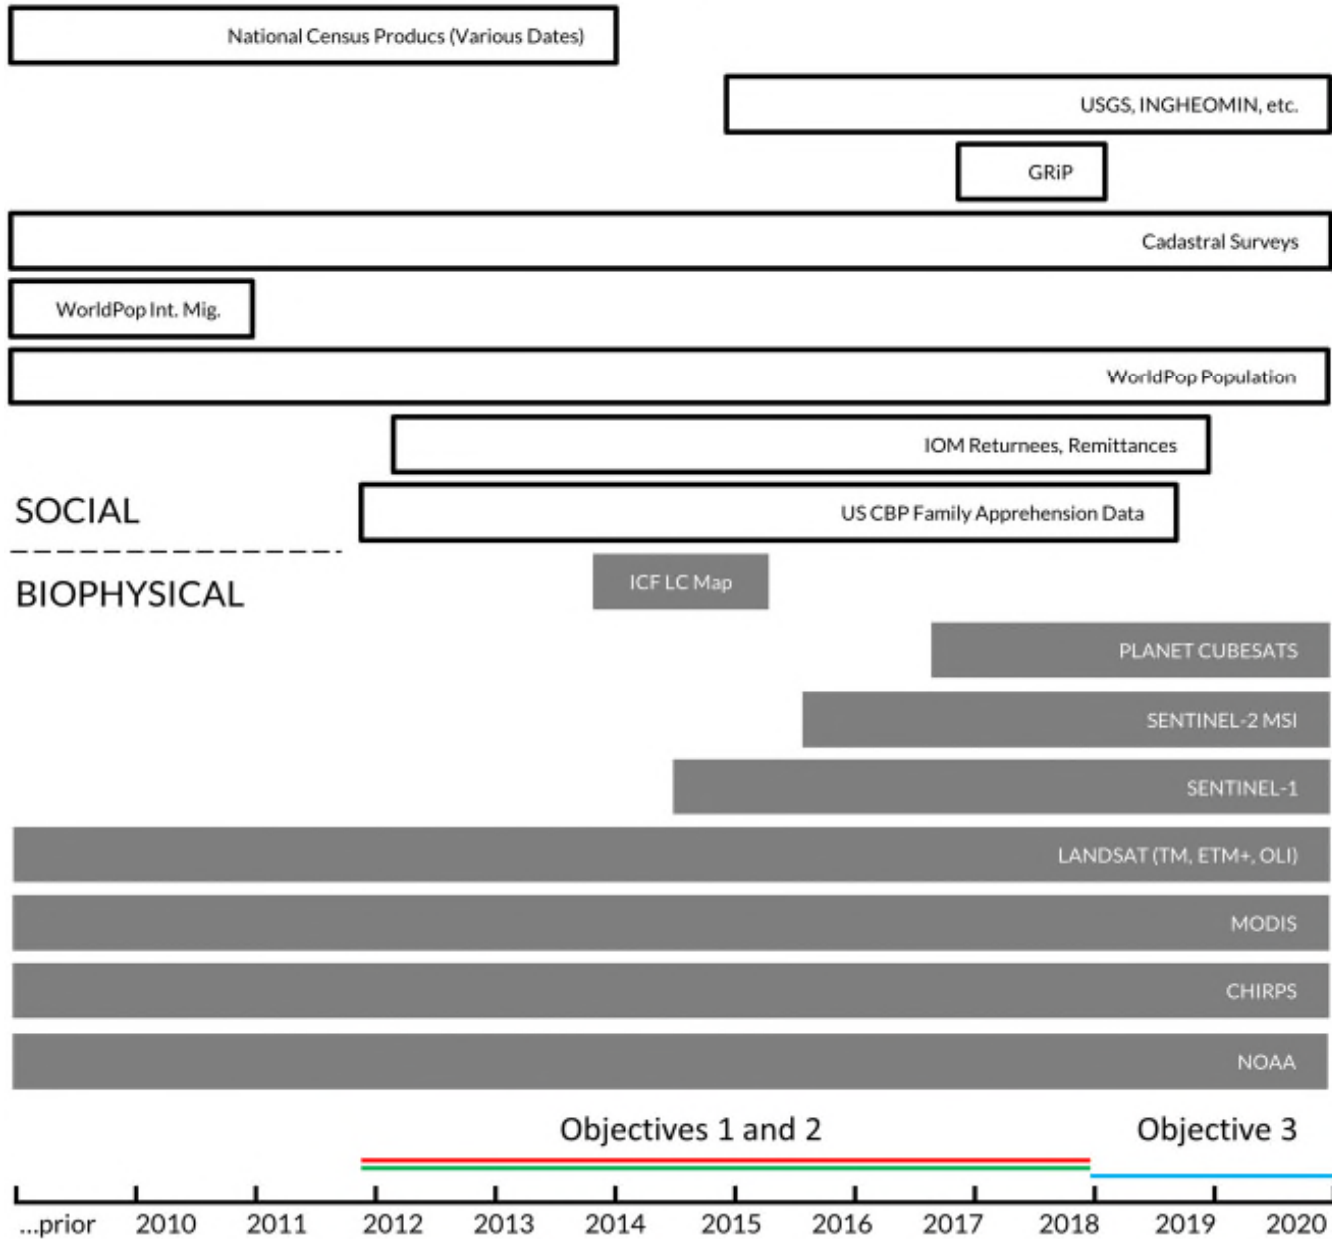 National Census Producs (Various Dates)
USGS, INGHEOMIN, etc.
GRiP
Cadastral Surveys
WorldPop Int. Mig.
WorldPop Population
IOM Returnees, Remittances
SOCIAL
US CBP Family Apprehension Data
BIOPHYSICAL
ICF LC Map
PLANET CUBESATS
SENTINEL-2 MSI
SENTINEL-1
LANDSAT (TM, ETM+, OLI)
MODIS
CHIRPS
NOAA
Objectives 1 and 2 Objective 3
...prior 2010 2011 2012 2013 2014 2015 2016 2017 2018 2019 2020